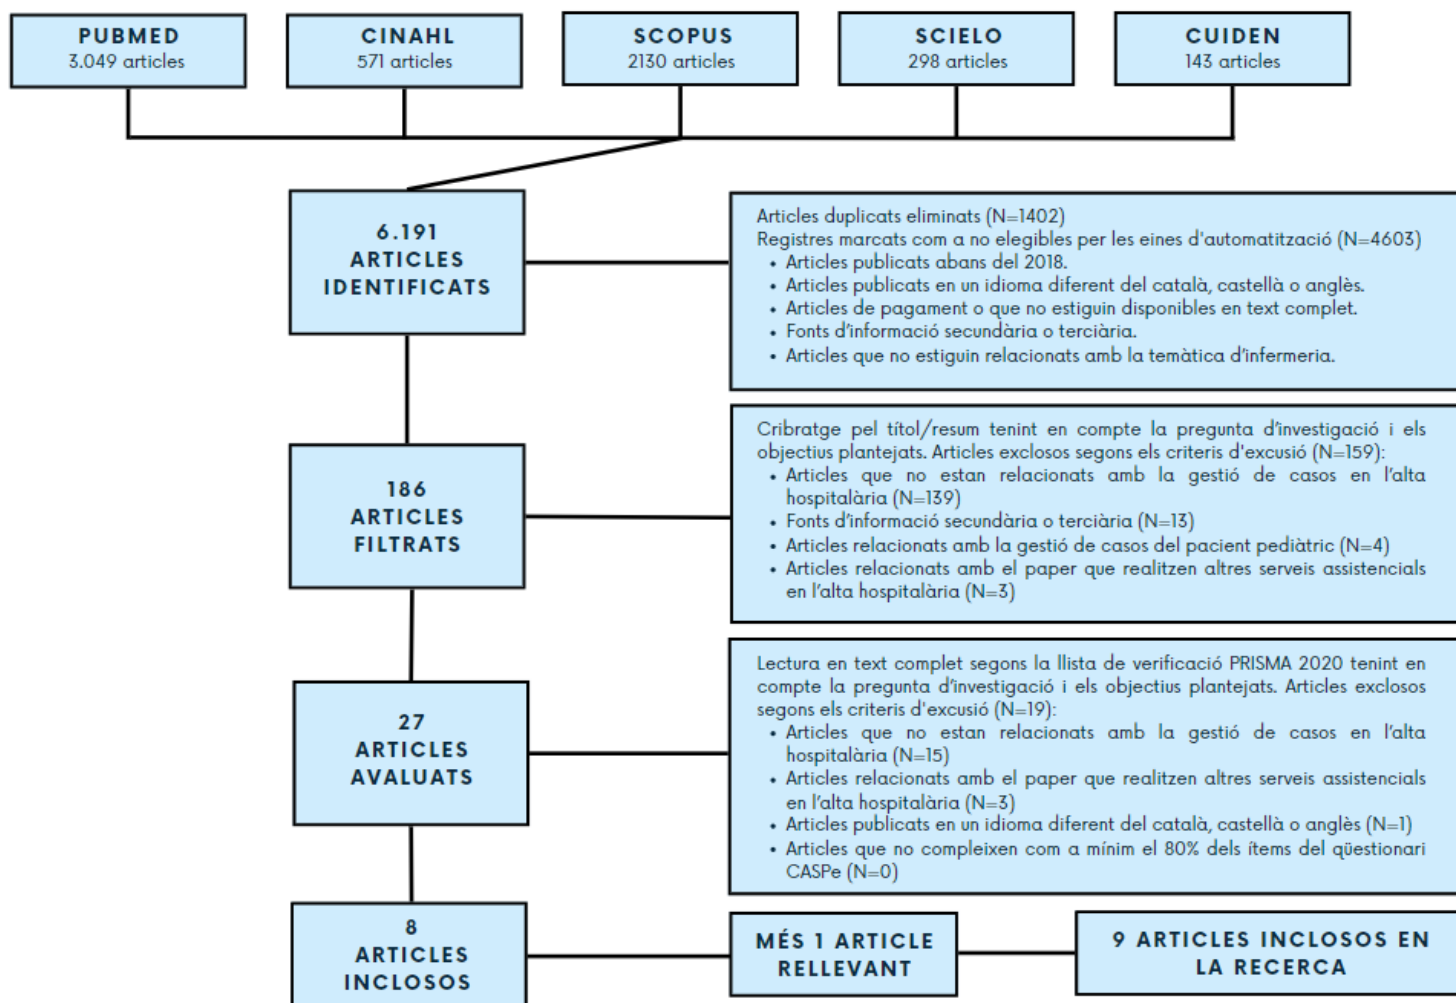 PUBMED
3.049 articles
CINAHL
571 articles
SCOPUS
2130 articles
SCIELO
298 articles
CUIDEN
143 articles
6.191
ARTICLES
IDENTIFICATS
Articles duplicats eliminats (N=1402)
Registres marcats com a no elegibles per les eines d'automatització (N=4603)
• Articles publicats abans del 2018.
• Articles publicats en un idioma diferent del català, castellà o anglès.
• Articles de pagament o que no estiguin disponibles en text complet.
• Fonts d'informació secundària o terciària.
• Articles que no estiguin relacionats amb la temàtica d'infermeria.
186
ARTICLES
FILTRATS
Cribratge pel títol/resum tenint en compte la pregunta d'investigació i els
objectius plantejats. Articles exclosos segons els criteris d'excusió (N=159):
• Articles que no estan relacionats amb la gestió de casos en l'alta
hospitalària (N=139)
• Fonts d'informació secundària o terciària (N=13)
• Articles relacionats amb la gestió de casos del pacient pediàtric (N=4)
• Articles relacionats amb el paper que realitzen altres serveis assistencials
en l'alta hospitalària (N=3)
27
ARTICLES
AVALUATS
Lectura en text complet segons la llista de verificació PRISMA 2020 tenint en
compte la pregunta d'investigació i els objectius plantejats. Articles exclosos
segons els criteris d'excusió (N=19):
• Articles que no estan relacionats amb la gestió de casos en l'alta
hospitalària (N=15)
• Articles relacionats amb el paper que realitzen altres serveis assistencials
en l'alta hospitalària (N=3)
• Articles publicats en un idioma diferent del català, castellà o anglès (N=1)
• Articles que no compleixen com a mínim el 80% dels ítems del qüestionari
CASPe (N=0)
8
ARTICLES
INCLOSOS
MÉS 1 ARTICLE
RELLEVANT
9 ARTICLES INCLOSOS EN
LA RECERCA